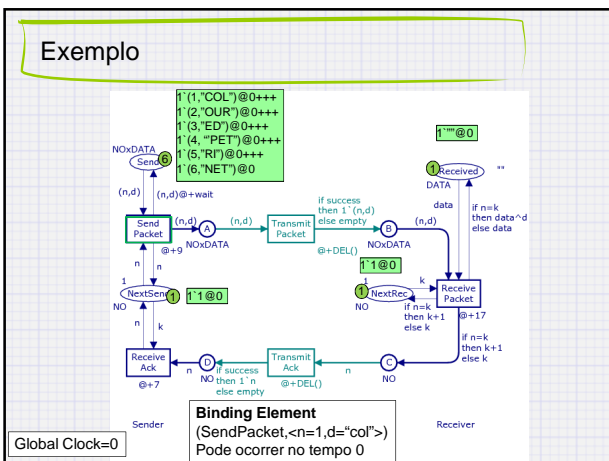 Exemplo
1`(1,"COL")@0+++
1`(2,"OUR")@0+++
1`(3,"ED")@0+++
1`(4, "'PET")@0+++
1`(5,"RI")@0+++
1`(6,"NET")@0
1`""@0
NOxDATA
Send
6
1
Received
""
DATA
(n,d)
(n,d)@+wait
data
if n=k
then data^d
else data
if success
then 1`(n,d)
else empty
Send
Packet
(n,d)
A
(n,d)
Transmit
Packet
B
(n,d)
@+9
NOxDATA
@+DEL()
NOxDATA
n
n
1`1@0
1
NextSend
1
1`1@0
NO
1
1
NextRec
NO
k
if n=k
then k+1
else k
Receive
Packet
@+17
n
k
if n=k
then k+1
else k
Receive
Ack
n
D
NO
if success
then 1`n
else empty
Transmit
Ack
n
C
NO
@+7
@+DEL()
Sender
Binding Element
(SendPacket,<n=1,d="col">)
Pode ocorrer no tempo 0
Receiver
Global Clock=0